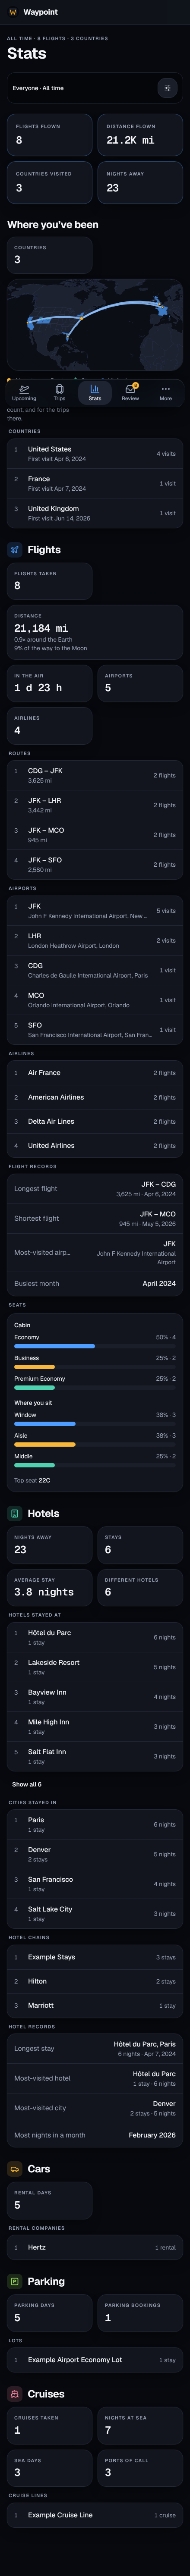 Waypoint
ALL TIME · 8 FLIGHTS · 3 COUNTRIES
Stats
Everyone · All time
FLIGHTS FLOWN
8
DISTANCE FLOWN
21.2K mi
COUNTRIES VISITED
3
NIGHTS AWAY
23
Where you've been
COUNTRIES
3
Upcoming
Trips
Stats
Review
More
count, and for the trips
there.
COUNTRIES
1 United States 4 visits
First visit Apr 6, 2024
2 France 1 visit
First visit Apr 7, 2024
3 United Kingdom 1 visit
First visit Jun 14, 2026
Flights
FLIGHTS TAKEN
8
DISTANCE
21,184 mi
0.9× around the Earth
9% of the way to the Moon
IN THE AIR
1 d 23 h
AIRPORTS
5
AIRLINES
4
ROUTES
1 CDG – JFK 2 flights
3,625 mi
2 JFK – LHR 2 flights
3,442 mi
3 JFK – MCO 2 flights
945 mi
4 JFK – SFO 2 flights
2,580 mi
AIRPORTS
1 JFK 5 visits
John F Kennedy International Airport, New ...
2 LHR 2 visits
London Heathrow Airport, London
3 CDG 1 visit
Charles de Gaulle International Airport, Paris
4 MCO 1 visit
Orlando International Airport, Orlando
5 SFO 1 visit
San Francisco International Airport, San Fran...
AIRLINES
1 Air France 2 flights
2 American Airlines 2 flights
3 Delta Air Lines 2 flights
4 United Airlines 2 flights
FLIGHT RECORDS
Longest flight JFK – CDG
3,625 mi · Apr 6, 2024
Shortest flight JFK – MCO
945 mi · May 5, 2026
Most-visited airp... JFK
John F Kennedy International
Airport
Busiest month April 2024
SEATS
Cabin
Economy 50% · 4
Business 25% · 2
Premium Economy 25% · 2
Where you sit
Window 38% · 3
Aisle 38% · 3
Middle 25% · 2
Top seat 22C
Hotels
NIGHTS AWAY
23
STAYS
6
AVERAGE STAY
3.8 nights
DIFFERENT HOTELS
6
HOTELS STAYED AT
1 Hôtel du Parc 6 nights
1 stay
2 Lakeside Resort 5 nights
1 stay
3 Bayview Inn 4 nights
1 stay
4 Mile High Inn 3 nights
1 stay
5 Salt Flat Inn 3 nights
1 stay
Show all 6
CITIES STAYED IN
1 Paris 6 nights
1 stay
2 Denver 5 nights
2 stays
3 San Francisco 4 nights
1 stay
4 Salt Lake City 3 nights
1 stay
HOTEL CHAINS
1 Example Stays 3 stays
2 Hilton 2 stays
3 Marriott 1 stay
HOTEL RECORDS
Longest stay Hôtel du Parc, Paris
6 nights · Apr 7, 2024
Most-visited hotel Hôtel du Parc
1 stay · 6 nights
Most-visited city Denver
2 stays · 5 nights
Most nights in a month February 2026
Cars
RENTAL DAYS
5
RENTAL COMPANIES
1 Hertz 1 rental
Parking
PARKING DAYS
5
PARKING BOOKINGS
1
LOTS
1 Example Airport Economy Lot 1 stay
Cruises
CRUISES TAKEN
1
NIGHTS AT SEA
7
SEA DAYS
3
PORTS OF CALL
3
CRUISE LINES
1 Example Cruise Line 1 cruise